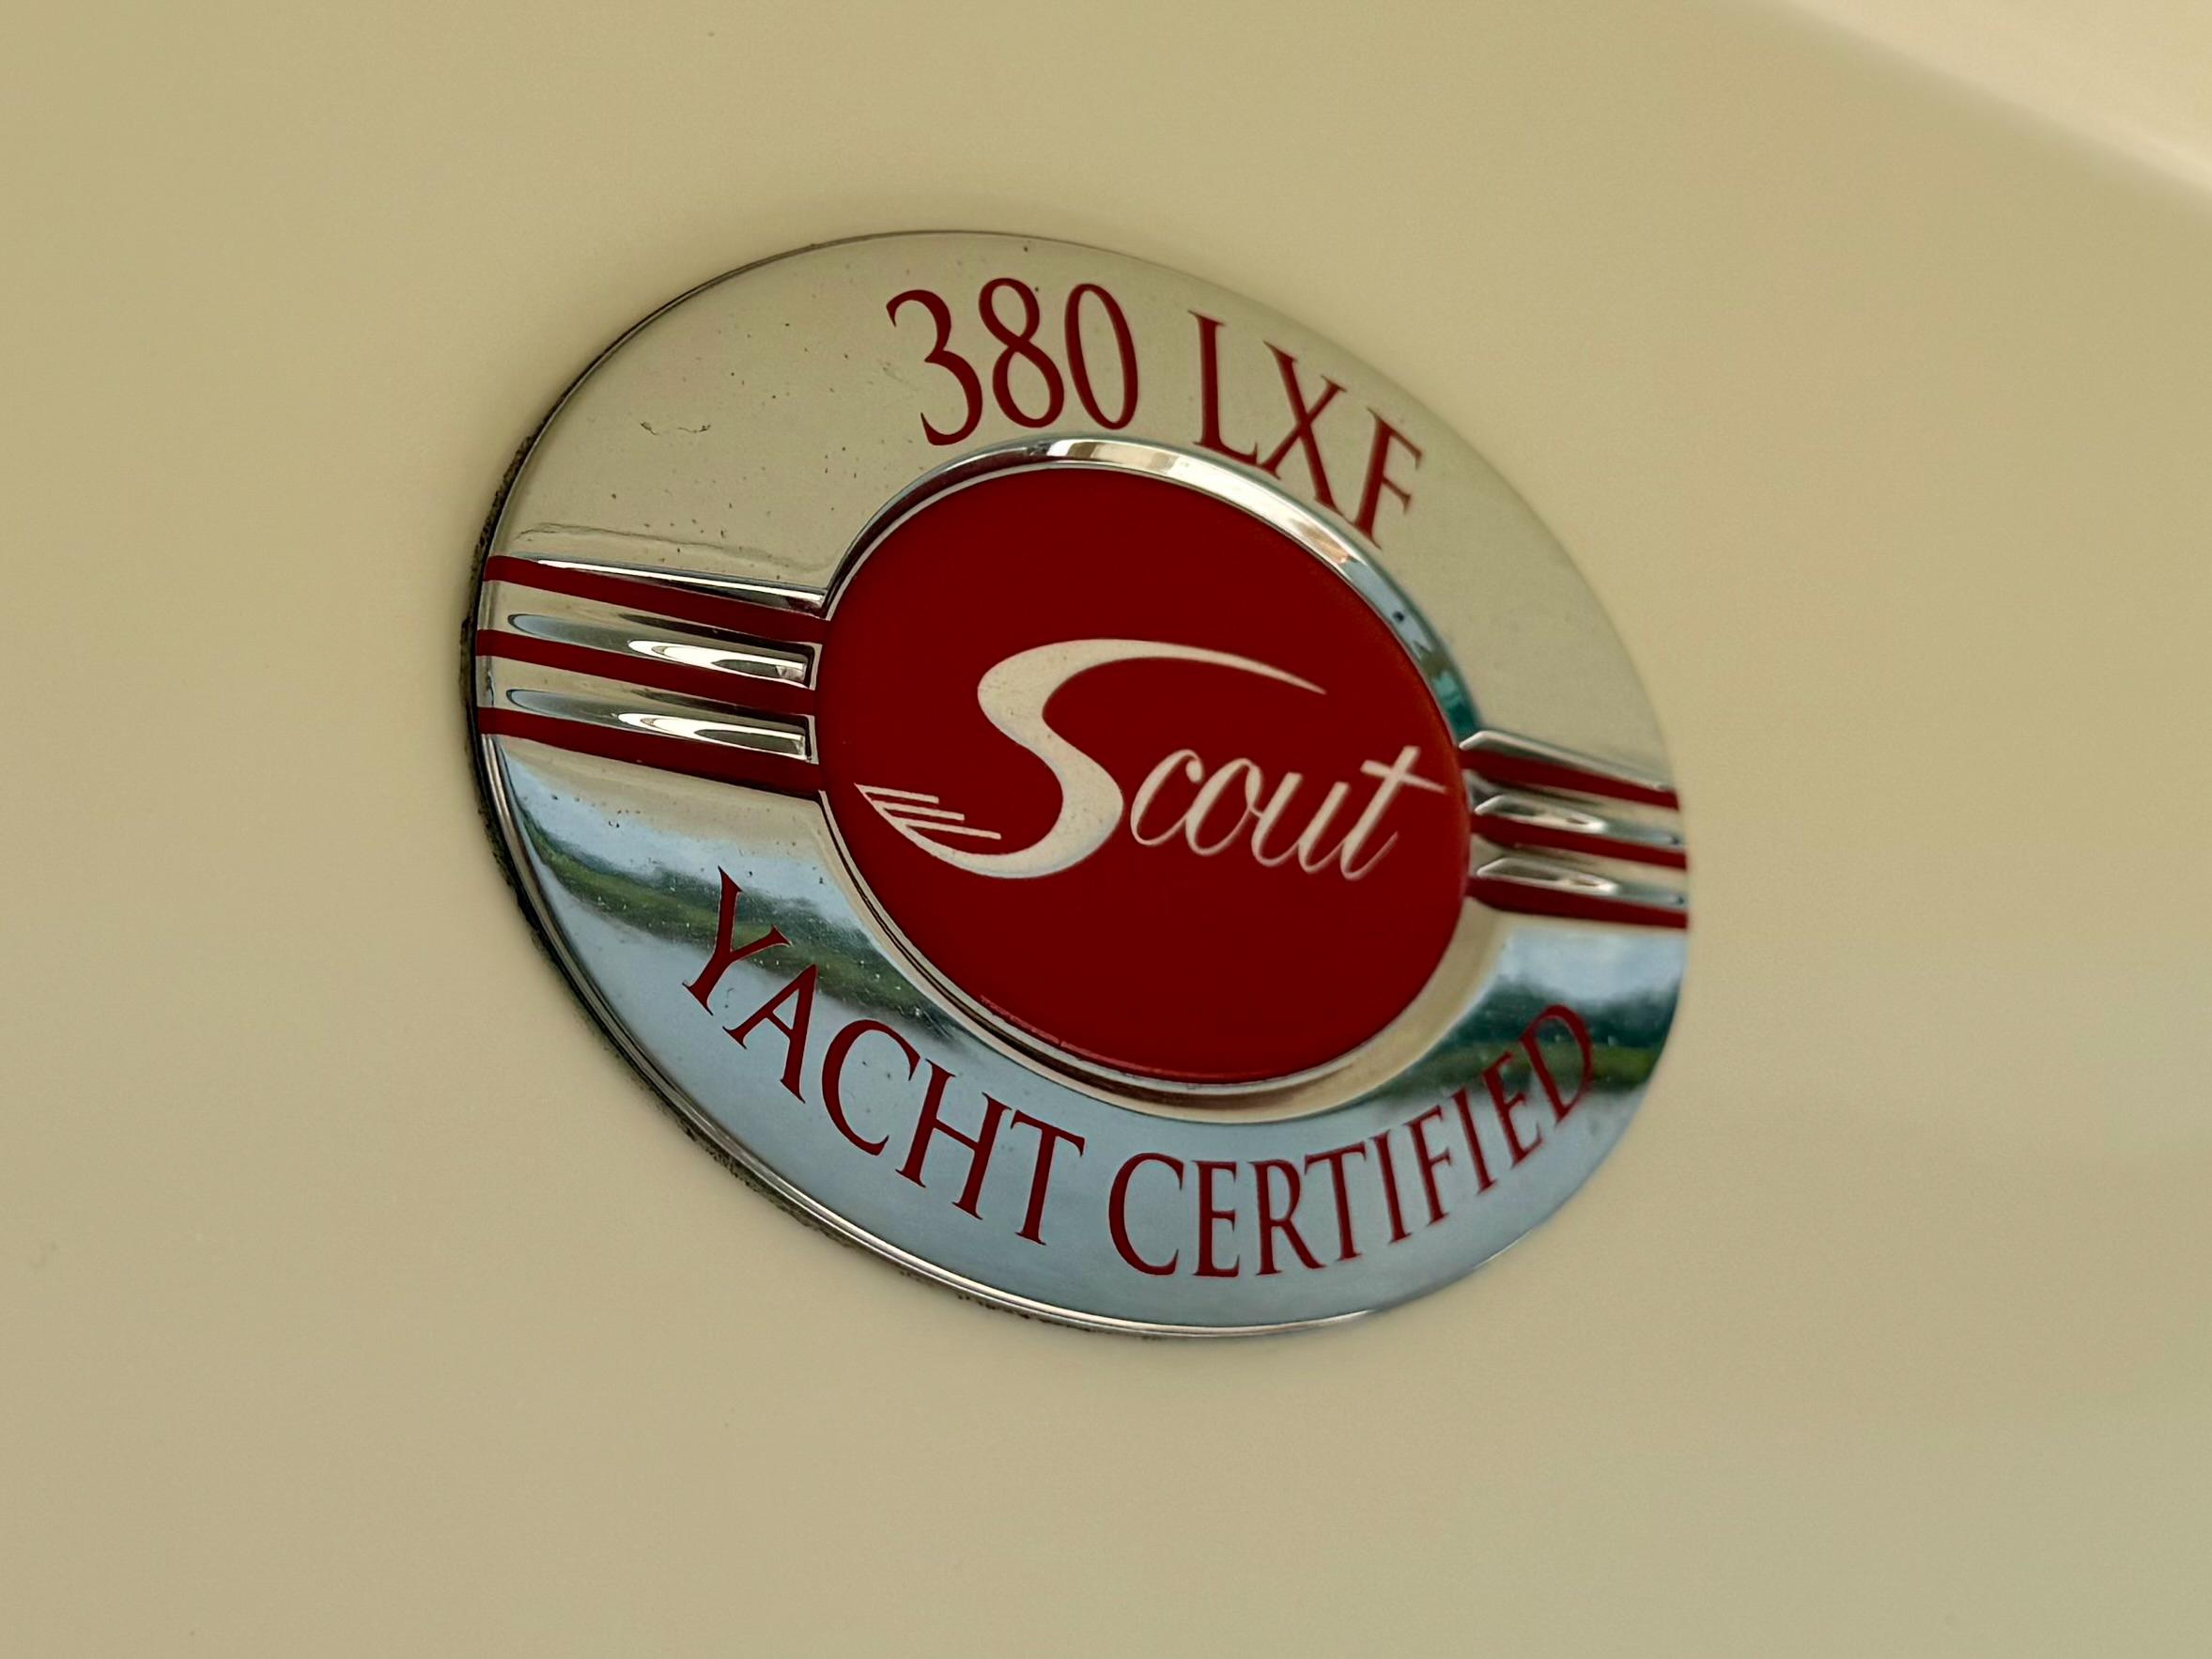 380 LXF
Scout
YACHT CERTIFIED